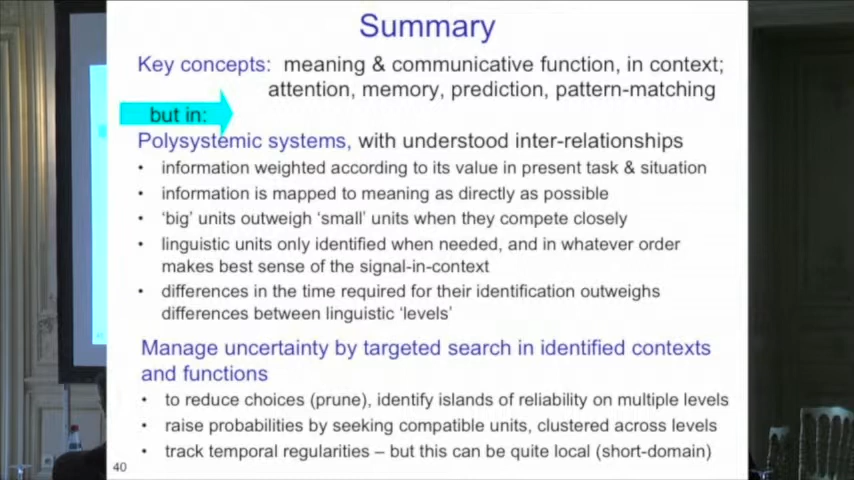 Summary
Key concepts: meaning & communicative function, in context;
attention, memory, prediction, pattern-matching
but in:
Polysystemic systems, with understood inter-relationships
• information weighted according to its value in present task & situation
• information is mapped to meaning as directly as possible
• 'big' units outweigh 'small' units when they compete closely
• linguistic units only identified when needed, and in whatever order
makes best sense of the signal-in-context
• differences in the time required for their identification outweighs
differences between linguistic 'levels'
Manage uncertainty by targeted search in identified contexts
and functions
• to reduce choices (prune), identify islands of reliability on multiple levels
• raise probabilities by seeking compatible units, clustered across levels
• track temporal regularities – but this can be quite local (short-domain)
40